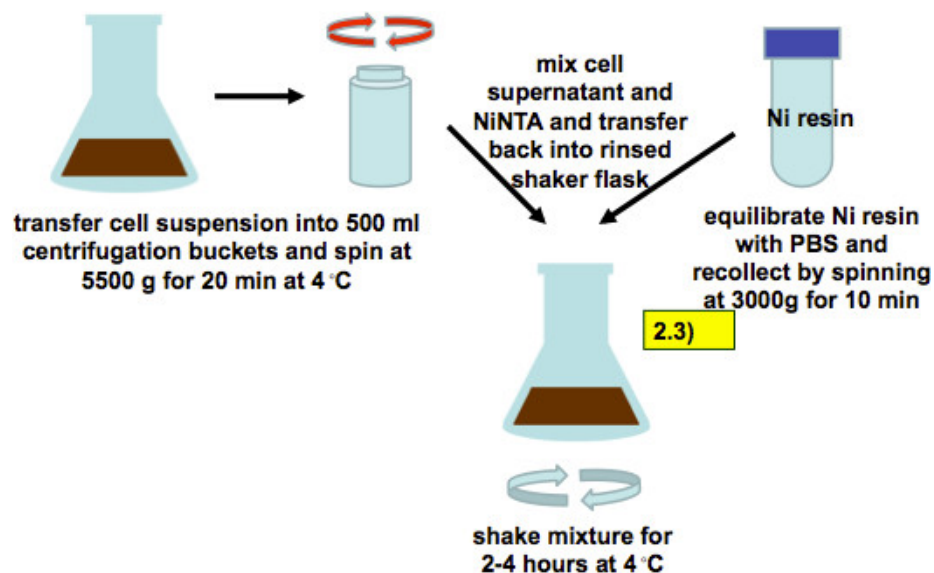 transfer cell suspension into 500 ml
centrifugation buckets and spin at
5500 g for 20 min at 4 °C
mix cell
supernatant and
NiNTA and transfer
back into rinsed
shaker flask
Ni resin
equilibrate Ni resin
with PBS and
recollect by spinning
at 3000g for 10 min
2.3)
shake mixture for
2-4 hours at 4 °C